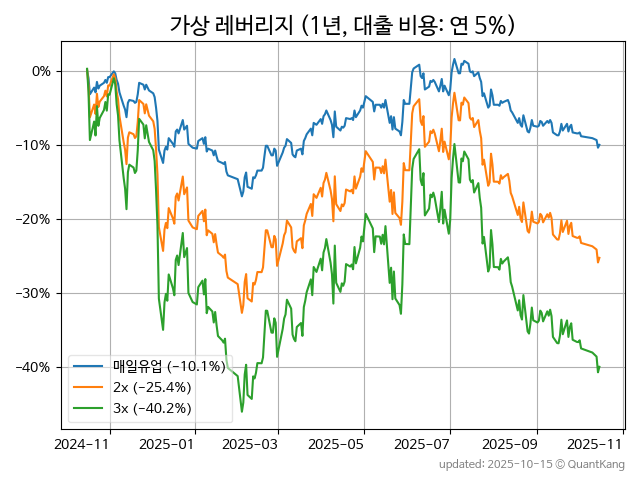 가상 레버리지 (1년, 대출 비용: 연 5%)
0%
−10%
−20%
−30%
−40%
매일유업 (−10.1%)
2x (−25.4%)
3x (−40.2%)
2024−11 2025−01 2025−03 2025−05 2025−07 2025−09 2025−11
updated: 2025-10-15 © QuantKang